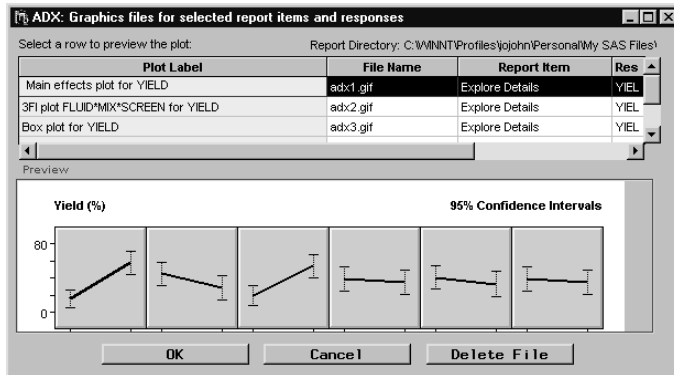 ADX: Graphics files for selected report items and responses
Select a row to preview the plot: Report Directory: C:\WINNT\Profiles\jojohn\Personal\My SAS Files\
Plot Label File Name Report Item Res
Main effects plot for YIELD adx1.gif Explore Details YIEL
3FI plot FLUID*MIX*SCREEN for YIELD adx2.gif Explore Details YIEL
Box plot for YIELD adx3.gif Explore Details YIEL
Preview
Yield (%) 95% Confidence Intervals
80
0
OK Cancel Delete File